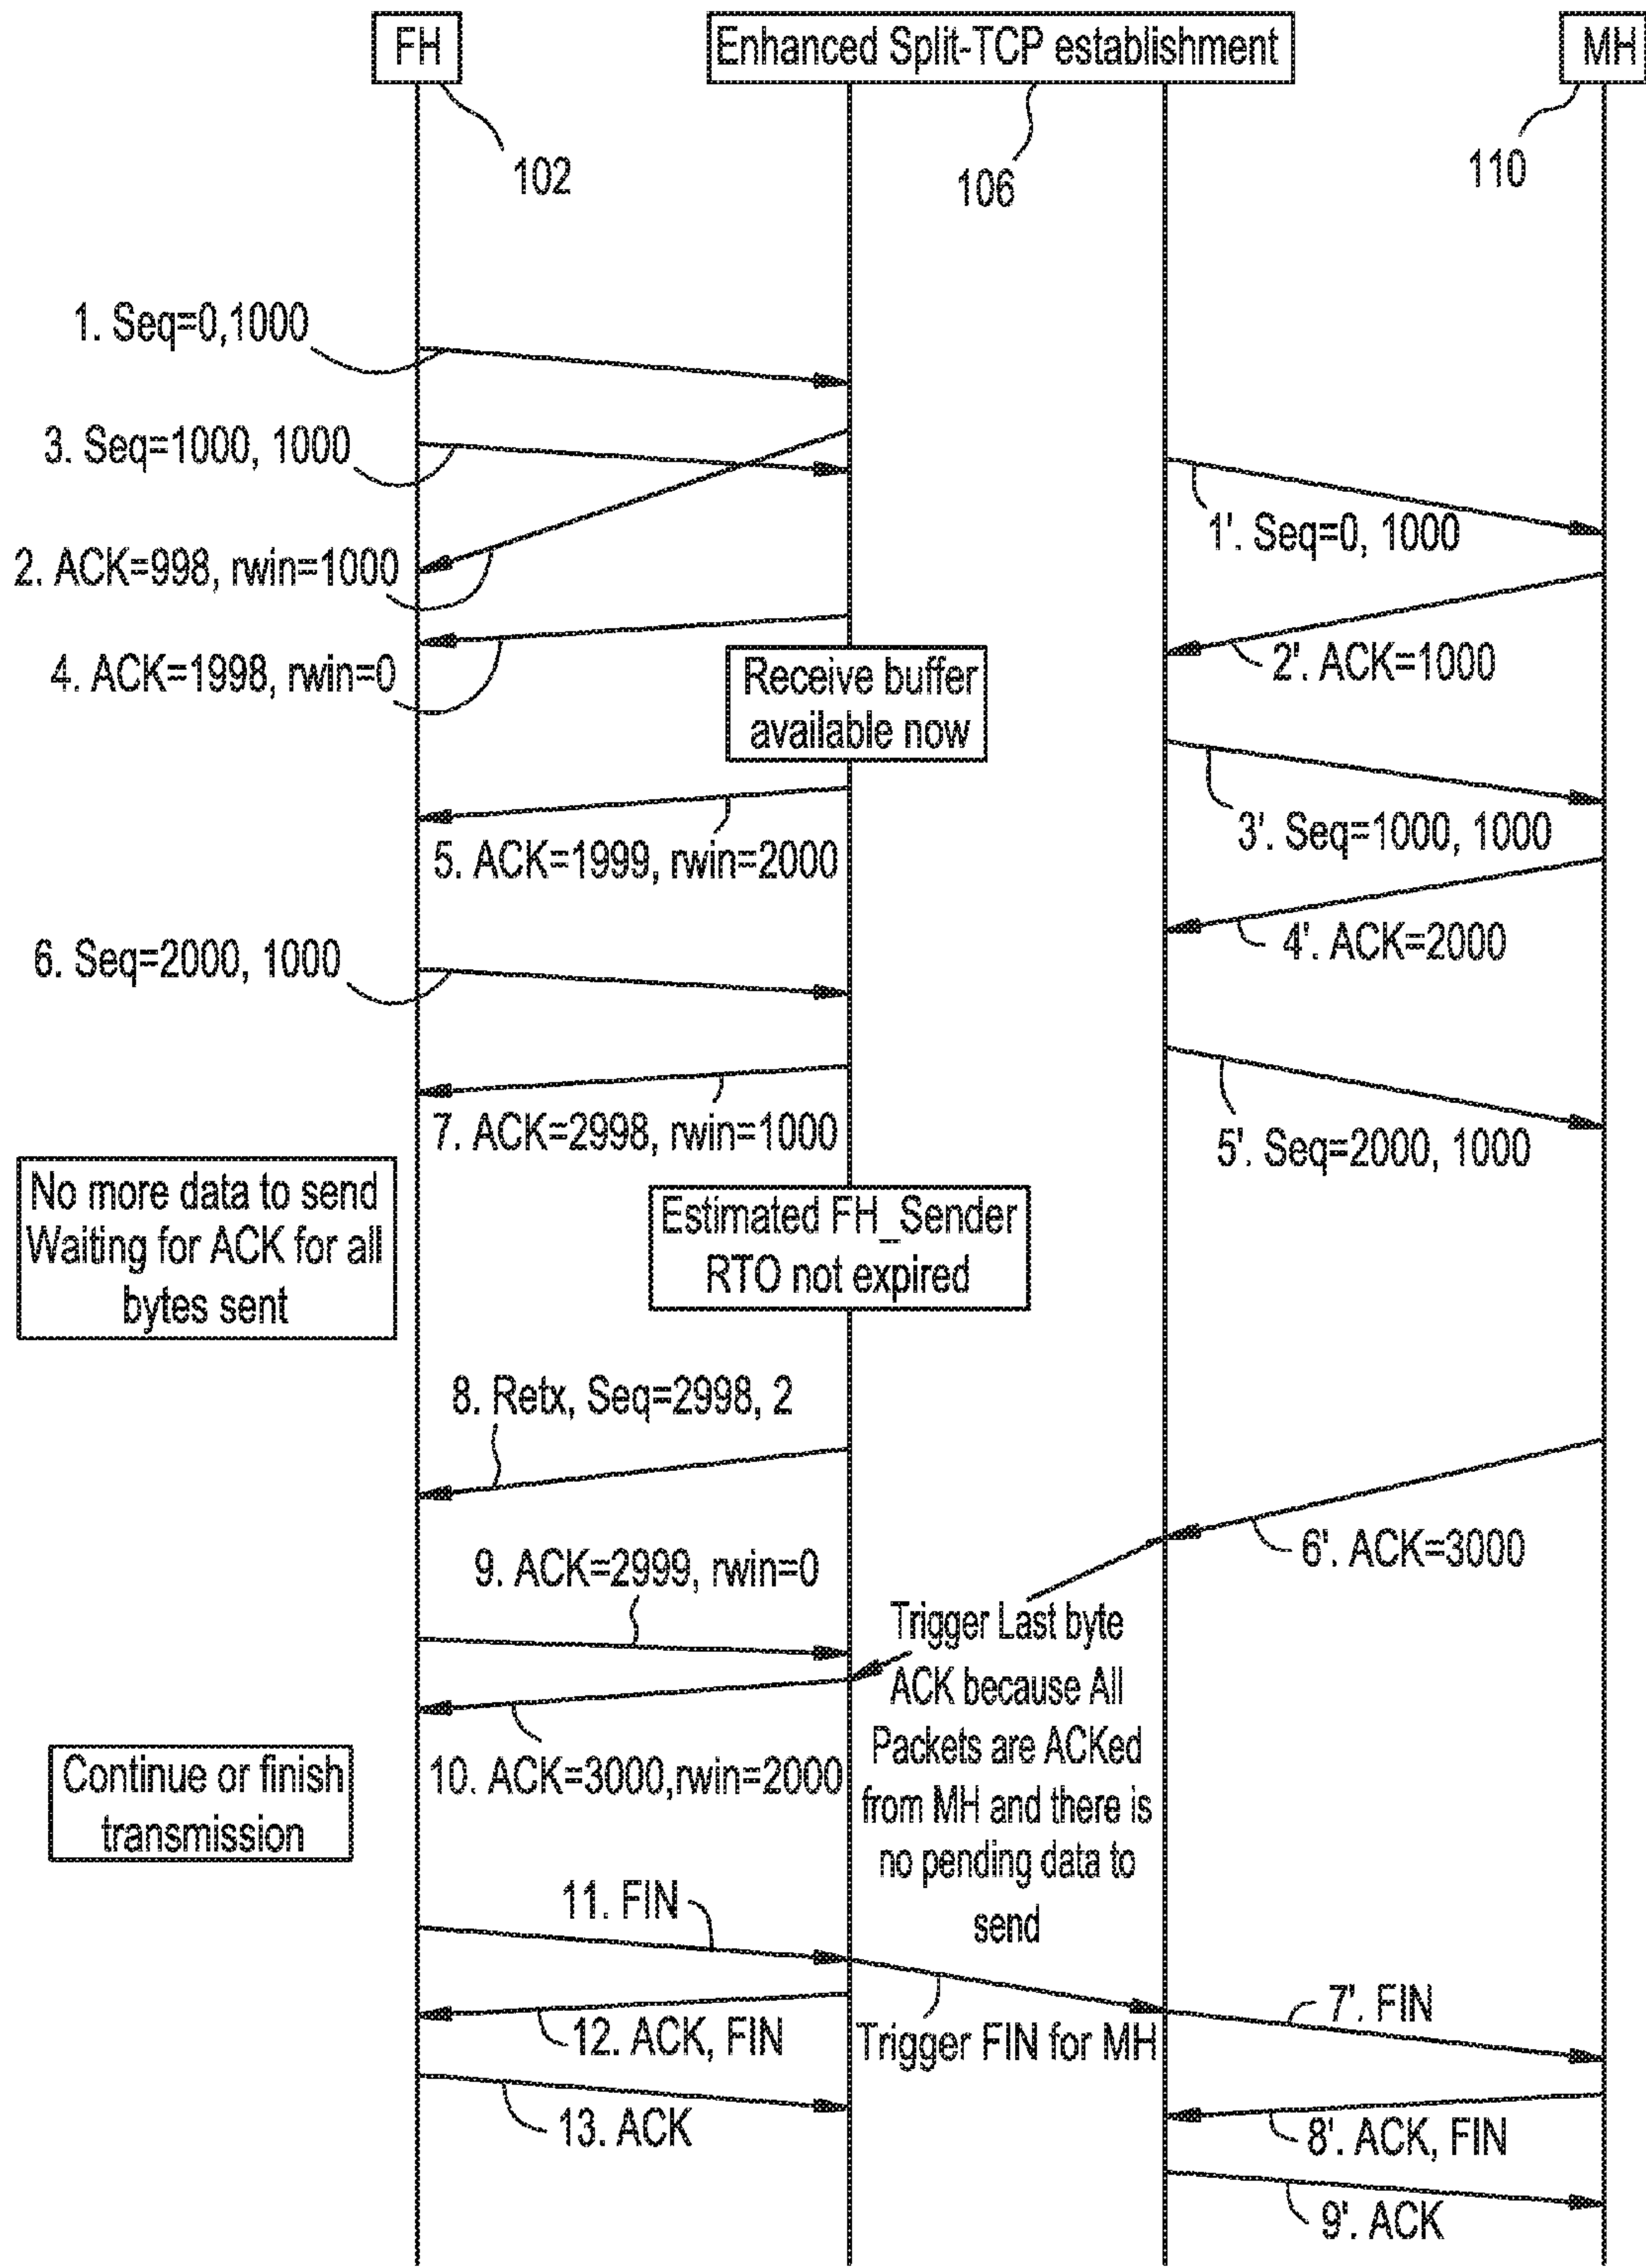 FH
Enhanced Split-TCP establishment
MH
102
106
110
1. Seq=0,1000
3. Seq=1000, 1000
1'. Seq=0, 1000
2. ACK=998, rwin=1000
2'. ACK=1000
4. ACK=1998, rwin=0
Receive buffer
available now
3'. Seq=1000, 1000
5. ACK=1999, rwin=2000
4'. ACK=2000
6. Seq=2000, 1000
7. ACK=2998, rwin=1000
5'. Seq=2000, 1000
No more data to send
Waiting for ACK for all
bytes sent
Estimated FH_Sender
RTO not expired
8. Retx, Seq=2998, 2
6'. ACK=3000
9. ACK=2999, rwin=0
Trigger Last byte
ACK because All
Packets are ACKed
from MH and there is
no pending data to
send
10. ACK=3000,rwin=2000
Continue or finish
transmission
11. FIN
7'. FIN
12. ACK, FIN
Trigger FIN for MH
13. ACK
8'. ACK, FIN
9'. ACK